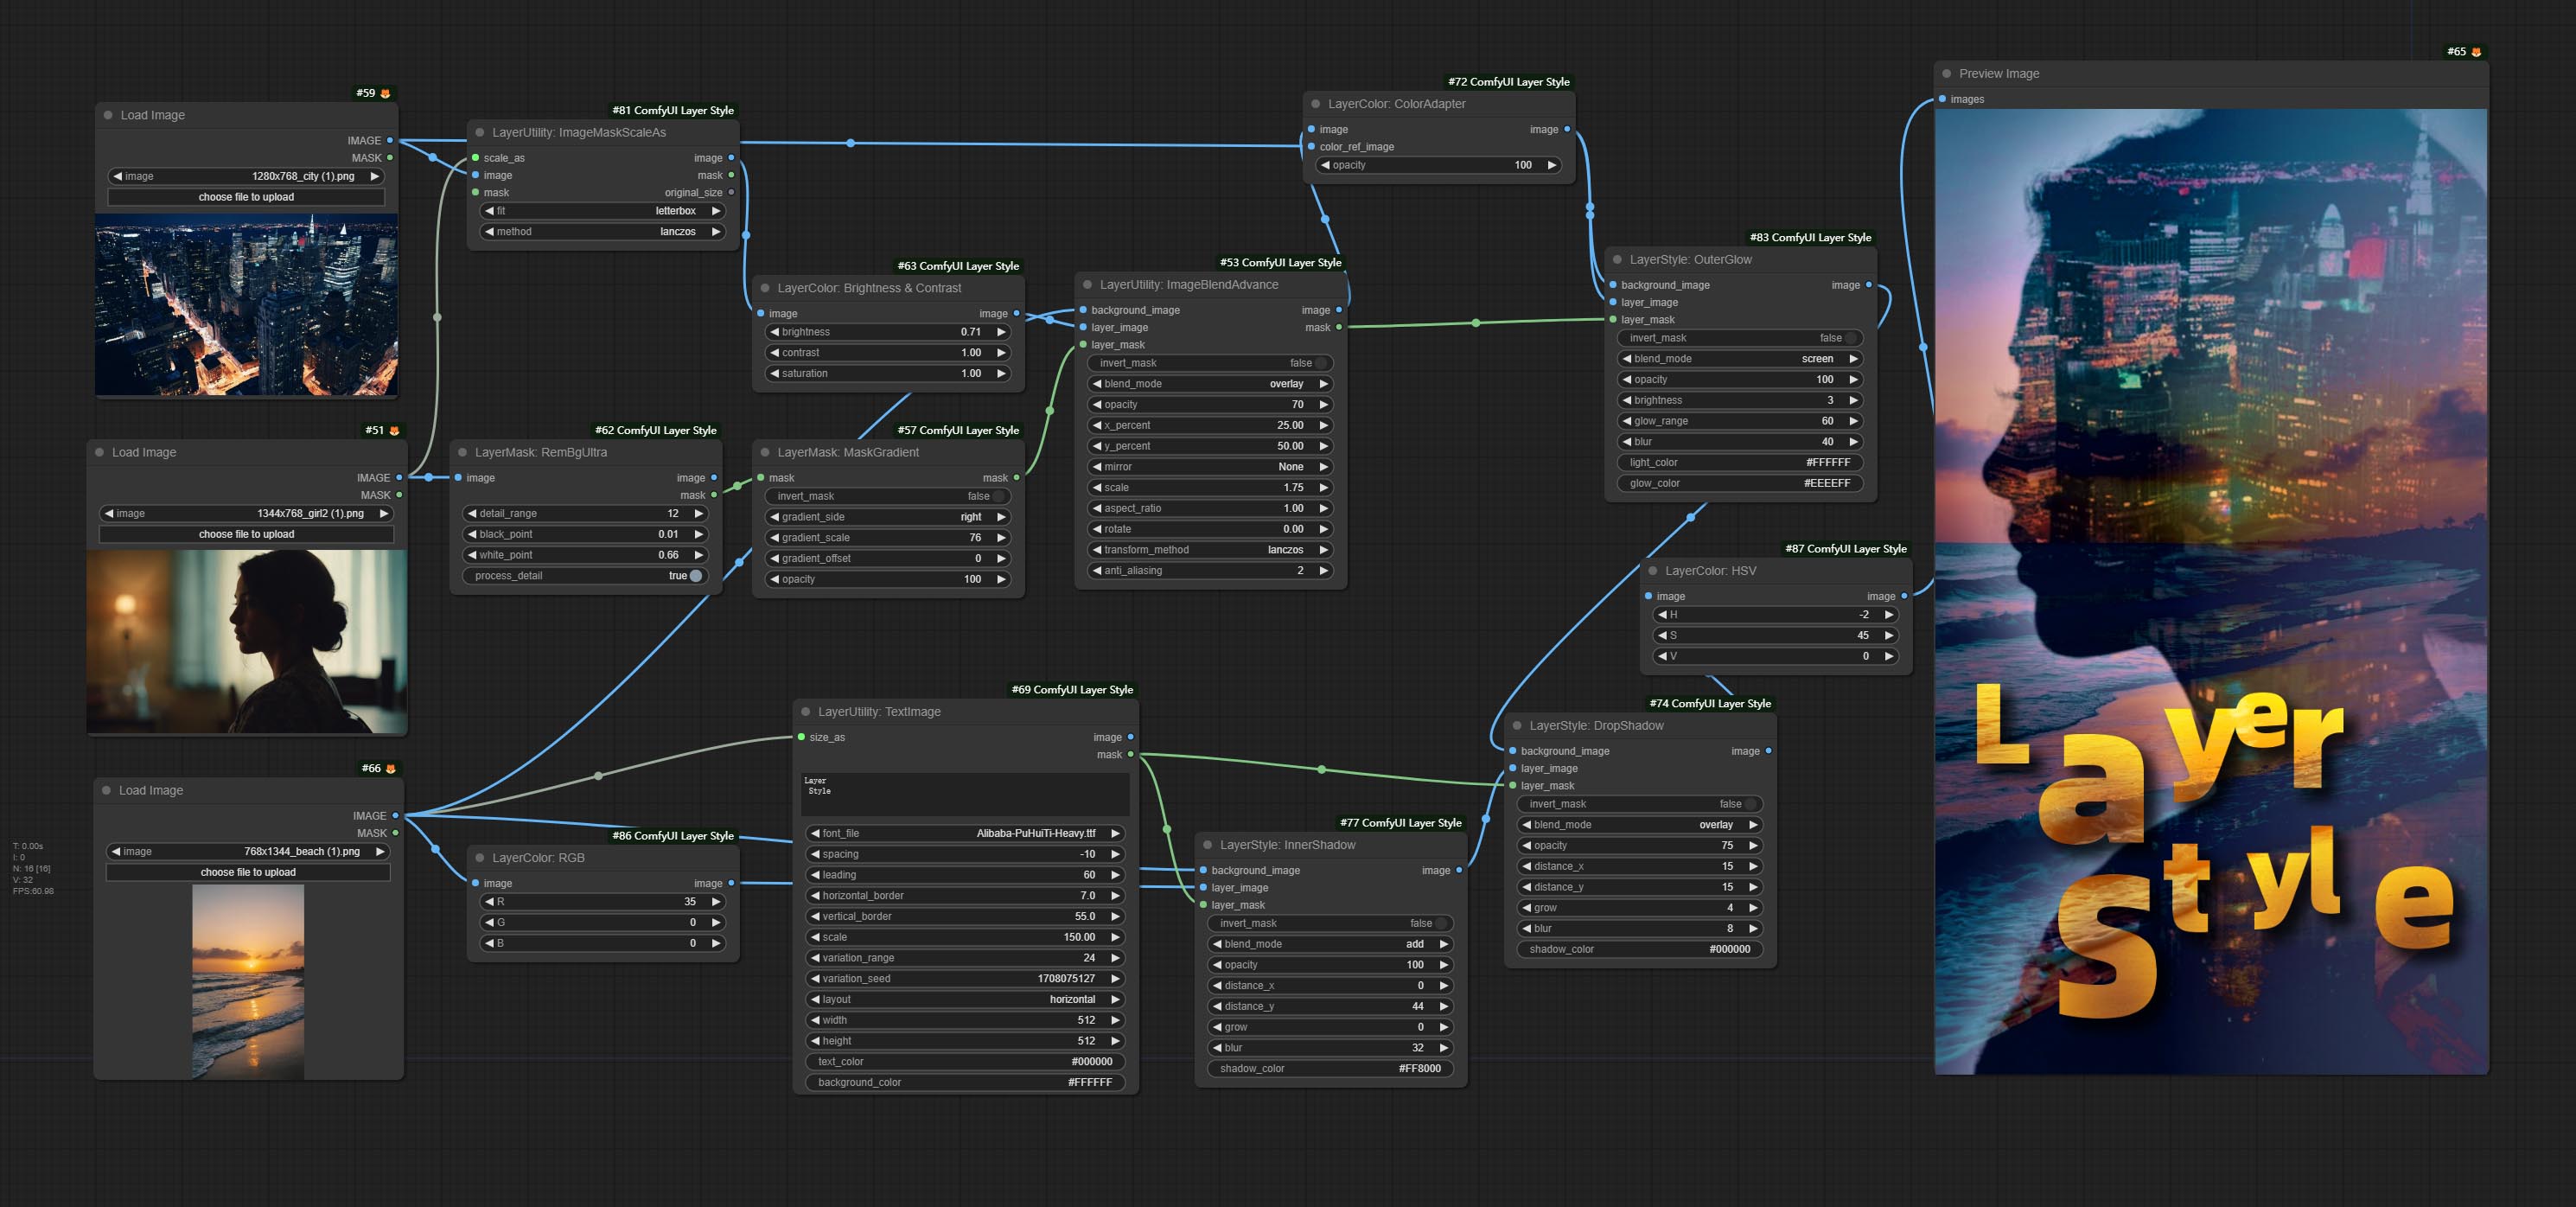 #59
Load Image
IMAGE
MASK
image 1280x768_city (1).png
choose file to upload
#51
Load Image
IMAGE
MASK
image 1344x768_girl2 (1).png
choose file to upload
#66
Load Image
IMAGE
MASK
image 768x1344_beach (1).png
choose file to upload
T: 0.00s
I: 0
N: 16 [16]
V: 32
FPS:60.98
#81 ComfyUI Layer Style
LayerUtility: ImageMaskScaleAs
scale_as image
image mask
mask original_size
fit letterbox
method lanczos
#62 ComfyUI Layer Style
LayerMask: RemBgUltra
image image
mask
detail_range 12
black_point 0.01
white_point 0.66
process_detail true
#86 ComfyUI Layer Style
LayerColor: RGB
image image
R 35
G 0
B 0
#63 ComfyUI Layer Style
LayerColor: Brightness & Contrast
image image
brightness 0.71
contrast 1.00
saturation 1.00
#57 ComfyUI Layer Style
LayerMask: MaskGradient
mask mask
invert_mask false
gradient_side right
gradient_scale 76
gradient_offset 0
opacity 100
#69 ComfyUI Layer Style
LayerUtility: TextImage
size_as image
mask
Layer
Style
font_file Alibaba-PuHuiTi-Heavy.ttf
spacing -10
leading 60
horizontal_border 7.0
vertical_border 55.0
scale 150.00
variation_range 24
variation_seed 1708075127
layout horizontal
width 512
height 512
text_color #000000
background_color #FFFFFF
#53 ComfyUI Layer Style
LayerUtility: ImageBlendAdvance
background_image image
layer_image mask
layer_mask
invert_mask false
blend_mode overlay
opacity 70
x_percent 25.00
y_percent 50.00
mirror None
scale 1.75
aspect_ratio 1.00
rotate 0.00
transform_method lanczos
anti_aliasing 2
#72 ComfyUI Layer Style
LayerColor: ColorAdapter
image image
color_ref_image
opacity 100
#77 ComfyUI Layer Style
LayerStyle: InnerShadow
background_image image
layer_image
layer_mask
invert_mask false
blend_mode add
opacity 100
distance_x 0
distance_y 44
grow 0
blur 32
shadow_color #FF8000
#83 ComfyUI Layer Style
LayerStyle: OuterGlow
background_image image
layer_image
layer_mask
invert_mask false
blend_mode screen
opacity 100
brightness 3
glow_range 60
blur 40
light_color #FFFFFF
glow_color #EEEEFF
#87 ComfyUI Layer Style
LayerColor: HSV
image image
H -2
S 45
V 0
#74 ComfyUI Layer Style
LayerStyle: DropShadow
background_image image
layer_image
layer_mask
invert_mask false
blend_mode overlay
opacity 75
distance_x 15
distance_y 15
grow 4
blur 8
shadow_color #000000
#65
Preview Image
images
Layer
style